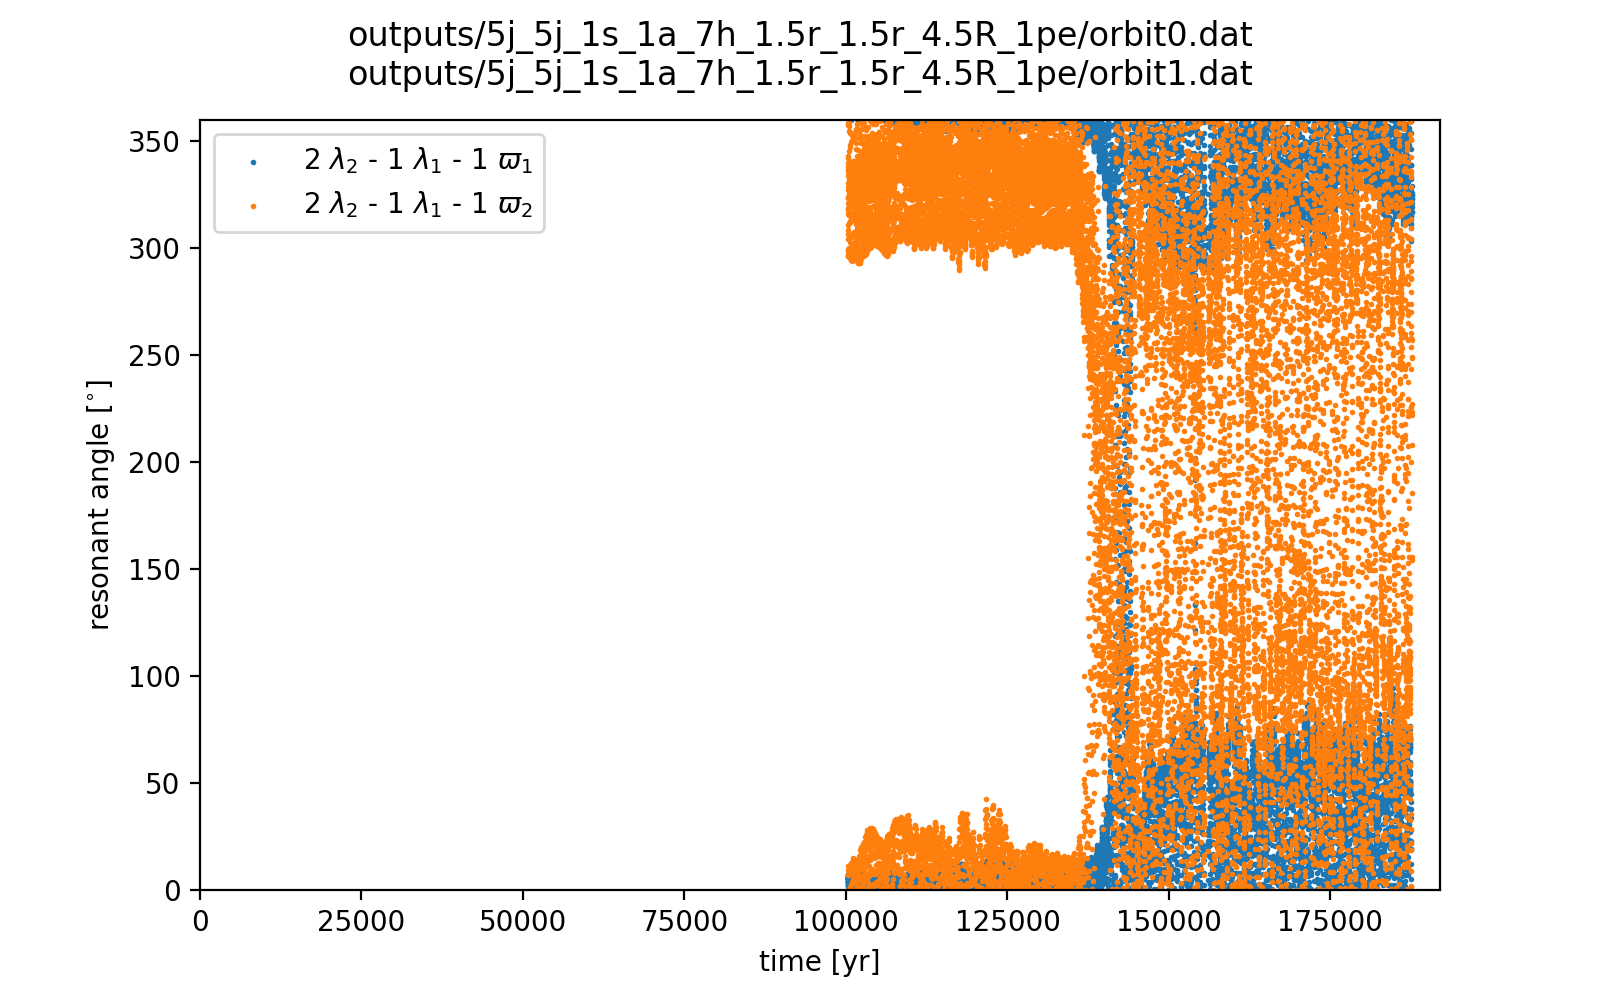 outputs/5j_5j_1s_1a_7h_1.5r_1.5r_4.5R_1pe/orbit0.dat
outputs/5j_5j_1s_1a_7h_1.5r_1.5r_4.5R_1pe/orbit1.dat
2 λ₂ - 1 λ₁ - 1 ϖ₁
2 λ₂ - 1 λ₁ - 1 ϖ₂
350
300
250
200
150
100
50
0
resonant angle [°]
0 25000 50000 75000 100000 125000 150000 175000
time [yr]